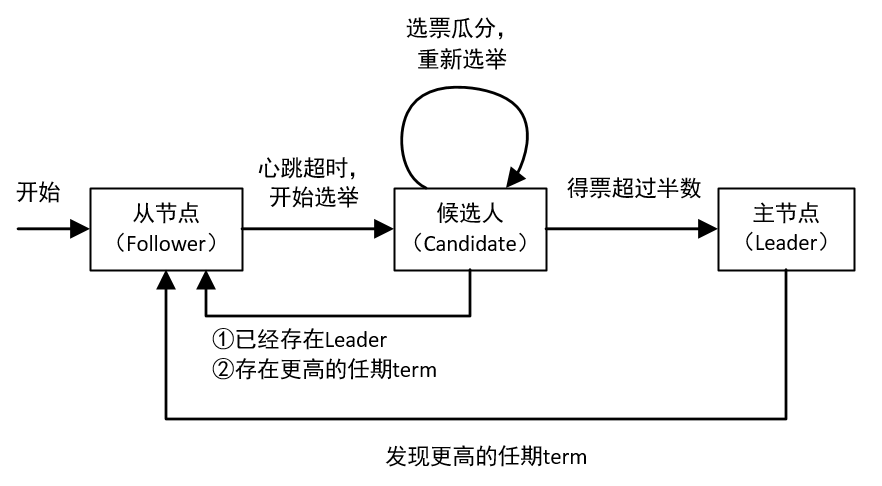 选票瓜分，
重新选举
心跳超时，
开始选举
得票超过半数
开始
从节点
（Follower）
候选人
（Candidate）
主节点
（Leader）
①已经存在Leader
②存在更高的任期term
发现更高的任期term